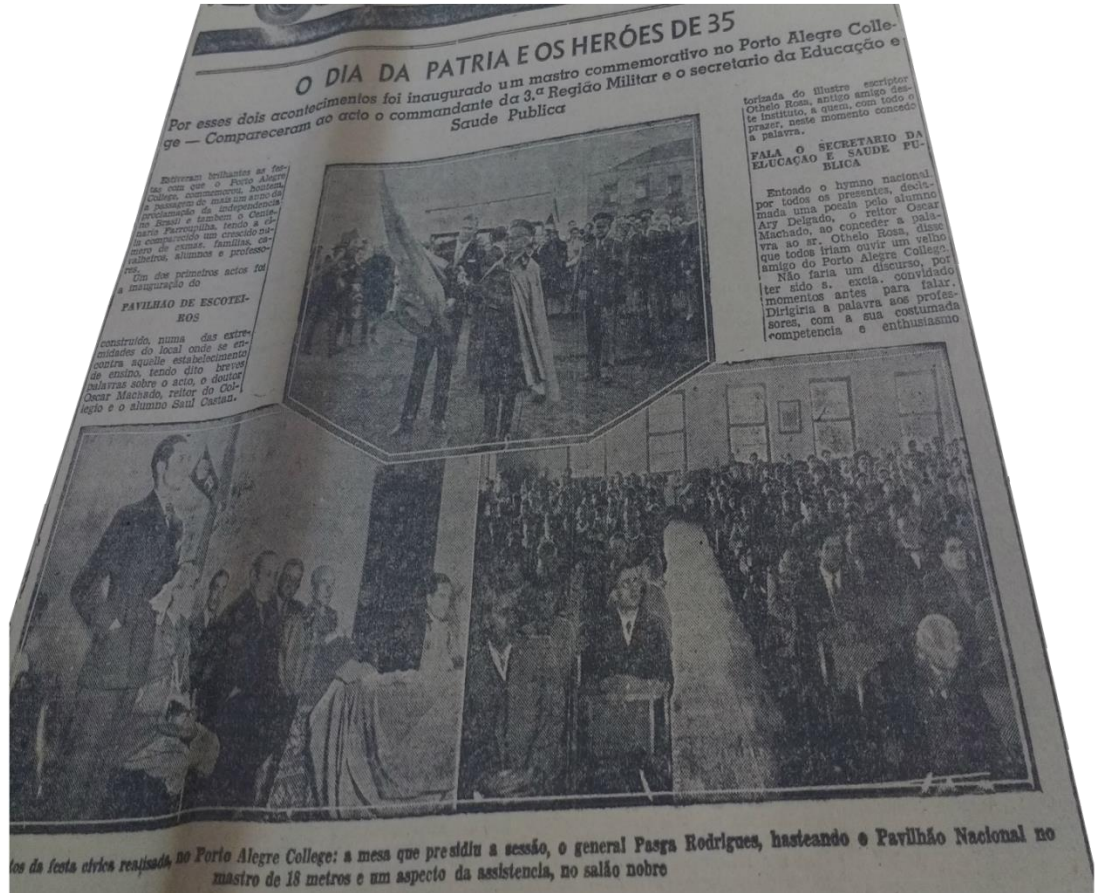 O DIA DA PATRIA E OS HERÓES DE 35
Por esses dois acontecimentos foi inaugurado um mastro commemorativo no Porto Alegre Colle-
ge — Compareceram ao acto o commandante da 3.ª Região Militar e o secretario da Educação e
Saude Publica
Estiveram brilhantes as fes-
tas com que o Porto Alegre
College, commemorou, hontem,
a passagem de mais um anno da
proclamação da independencia
no Brasil e tambem o Cente-
nario Farroupilha, tendo a el-
la comparecido um crescido nu-
mero de exmas. familias, ca-
valheiros, alumnos e professo-
res.
Um dos primeiros actos foi
a inauguração do
PAVILHÃO DE ESCOTEI-
ROS
construido, numa das extre-
midades do local onde se en-
contra aquelle estabelecimento
de ensino, tendo dito breves
palavras sobre o acto, o doutor
Oscar Machado, reitor do Col-
legio e o alumno Saul Castan.
torizada do illustre escriptor
Othelo Rosa, antigo amigo des-
te Instituto, a quem, com todo o
prazer, neste momento concedo
a palavra.
FALA O SECRETARIO DA
EDUCAÇÃO E SAUDE PU-
BLICA
Entoado o hymno nacional,
por todos os presentes, decla-
mada uma poesia pelo alumno
Ary Delgado, o reitor Oscar
Machado, ao conceder a pala-
vra ao sr. Othelo Rosa, disse
que todos iriam ouvir um velho
amigo do Porto Alegre College.
Não faria um discurso, por
ter sido s. excia. convidado
momentos antes para falar.
Dirigiria a palavra aos profes-
sores, com a sua costumada
competencia e enthusiasmo
tos da festa civica realisada, no Porto Alegre College: a mesa que presidiu a sessão, o general Parga Rodrigues, hasteando o Pavilhão Nacional no
mastro de 18 metros e um aspecto da assistencia, no salão nobre